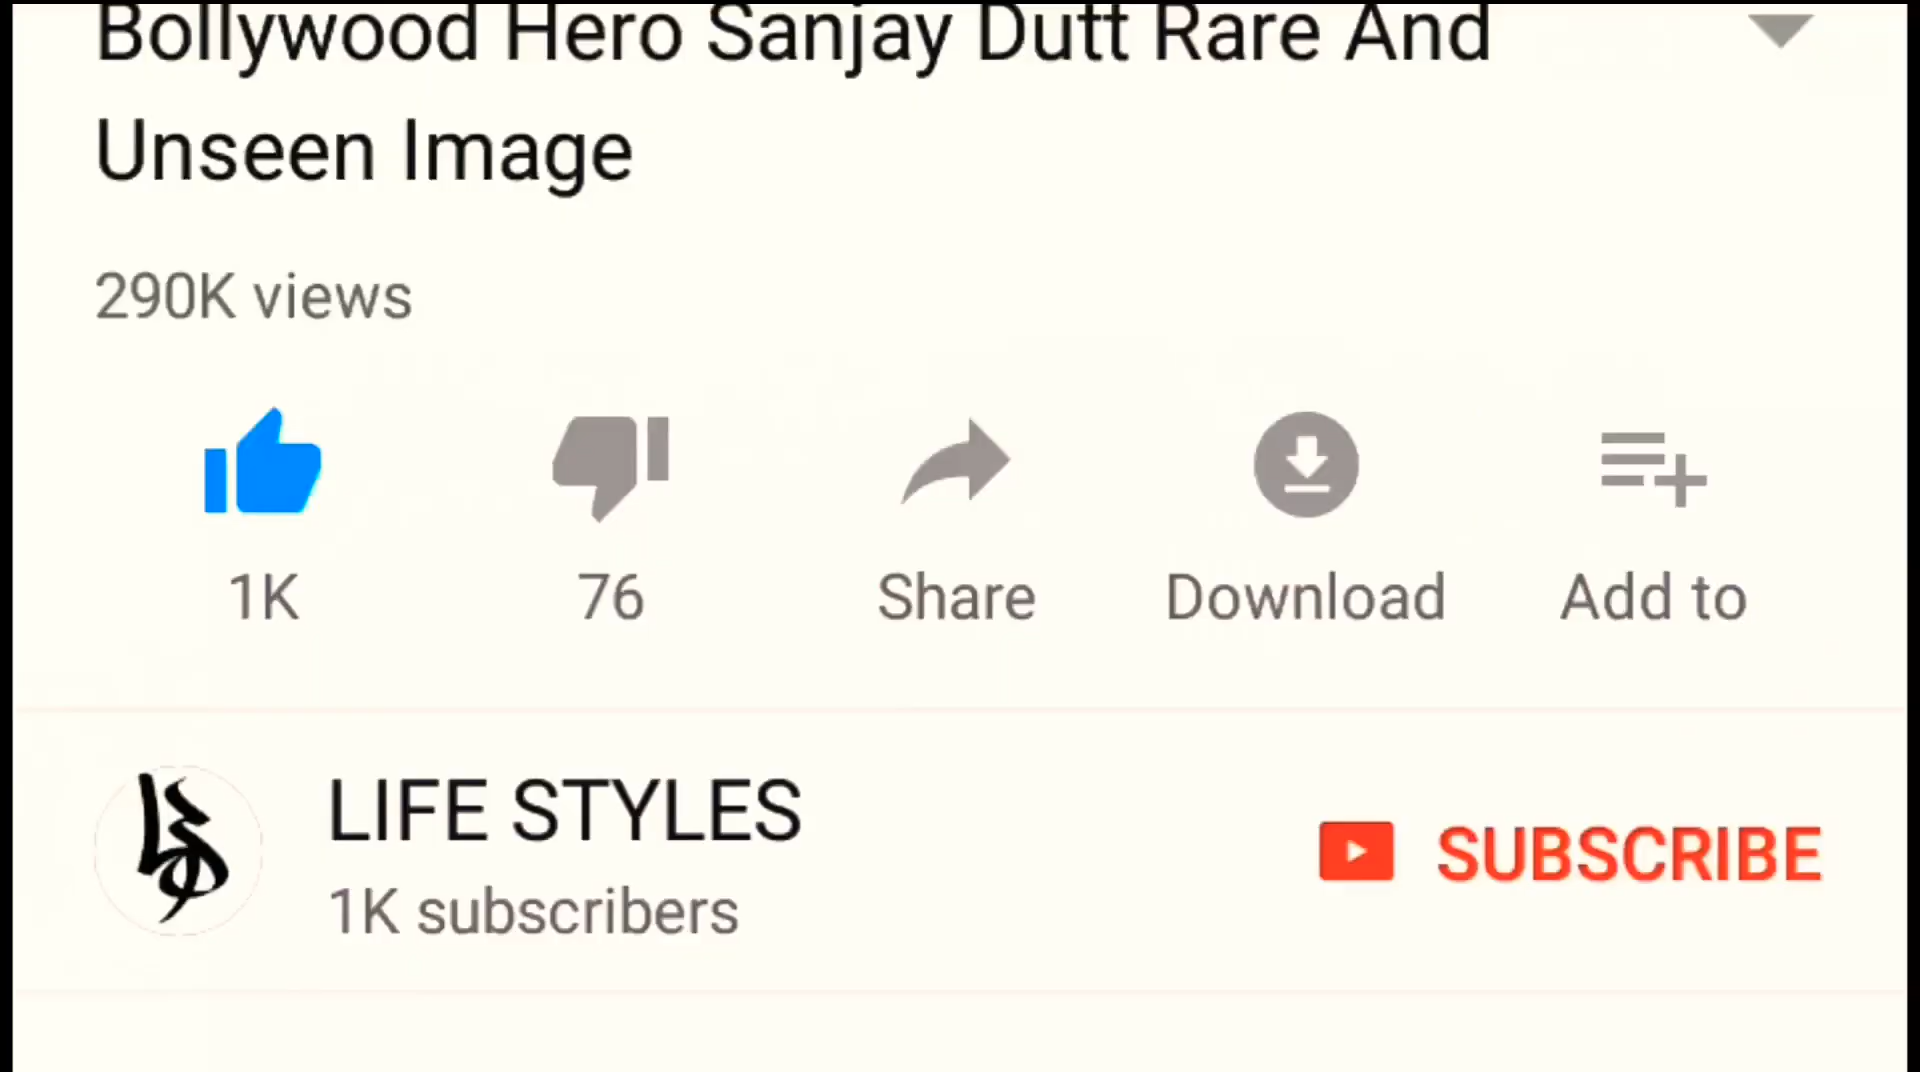 Bollywood Hero Sanjay Dutt Rare And
Unseen Image
290K views
1K
76
Share
Download
Add to
LIFE STYLES
1K subscribers
SUBSCRIBE